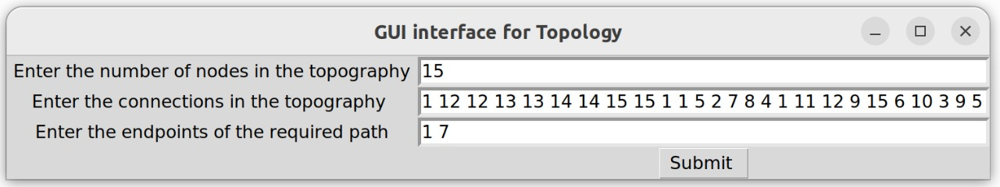 GUI interface for Topology
Enter the number of nodes in the topography 15
Enter the connections in the topography 1 12 12 13 13 14 14 15 15 1 1 5 2 7 8 4 1 11 12 9 15 6 10 3 9 5
Enter the endpoints of the required path 1 7
Submit